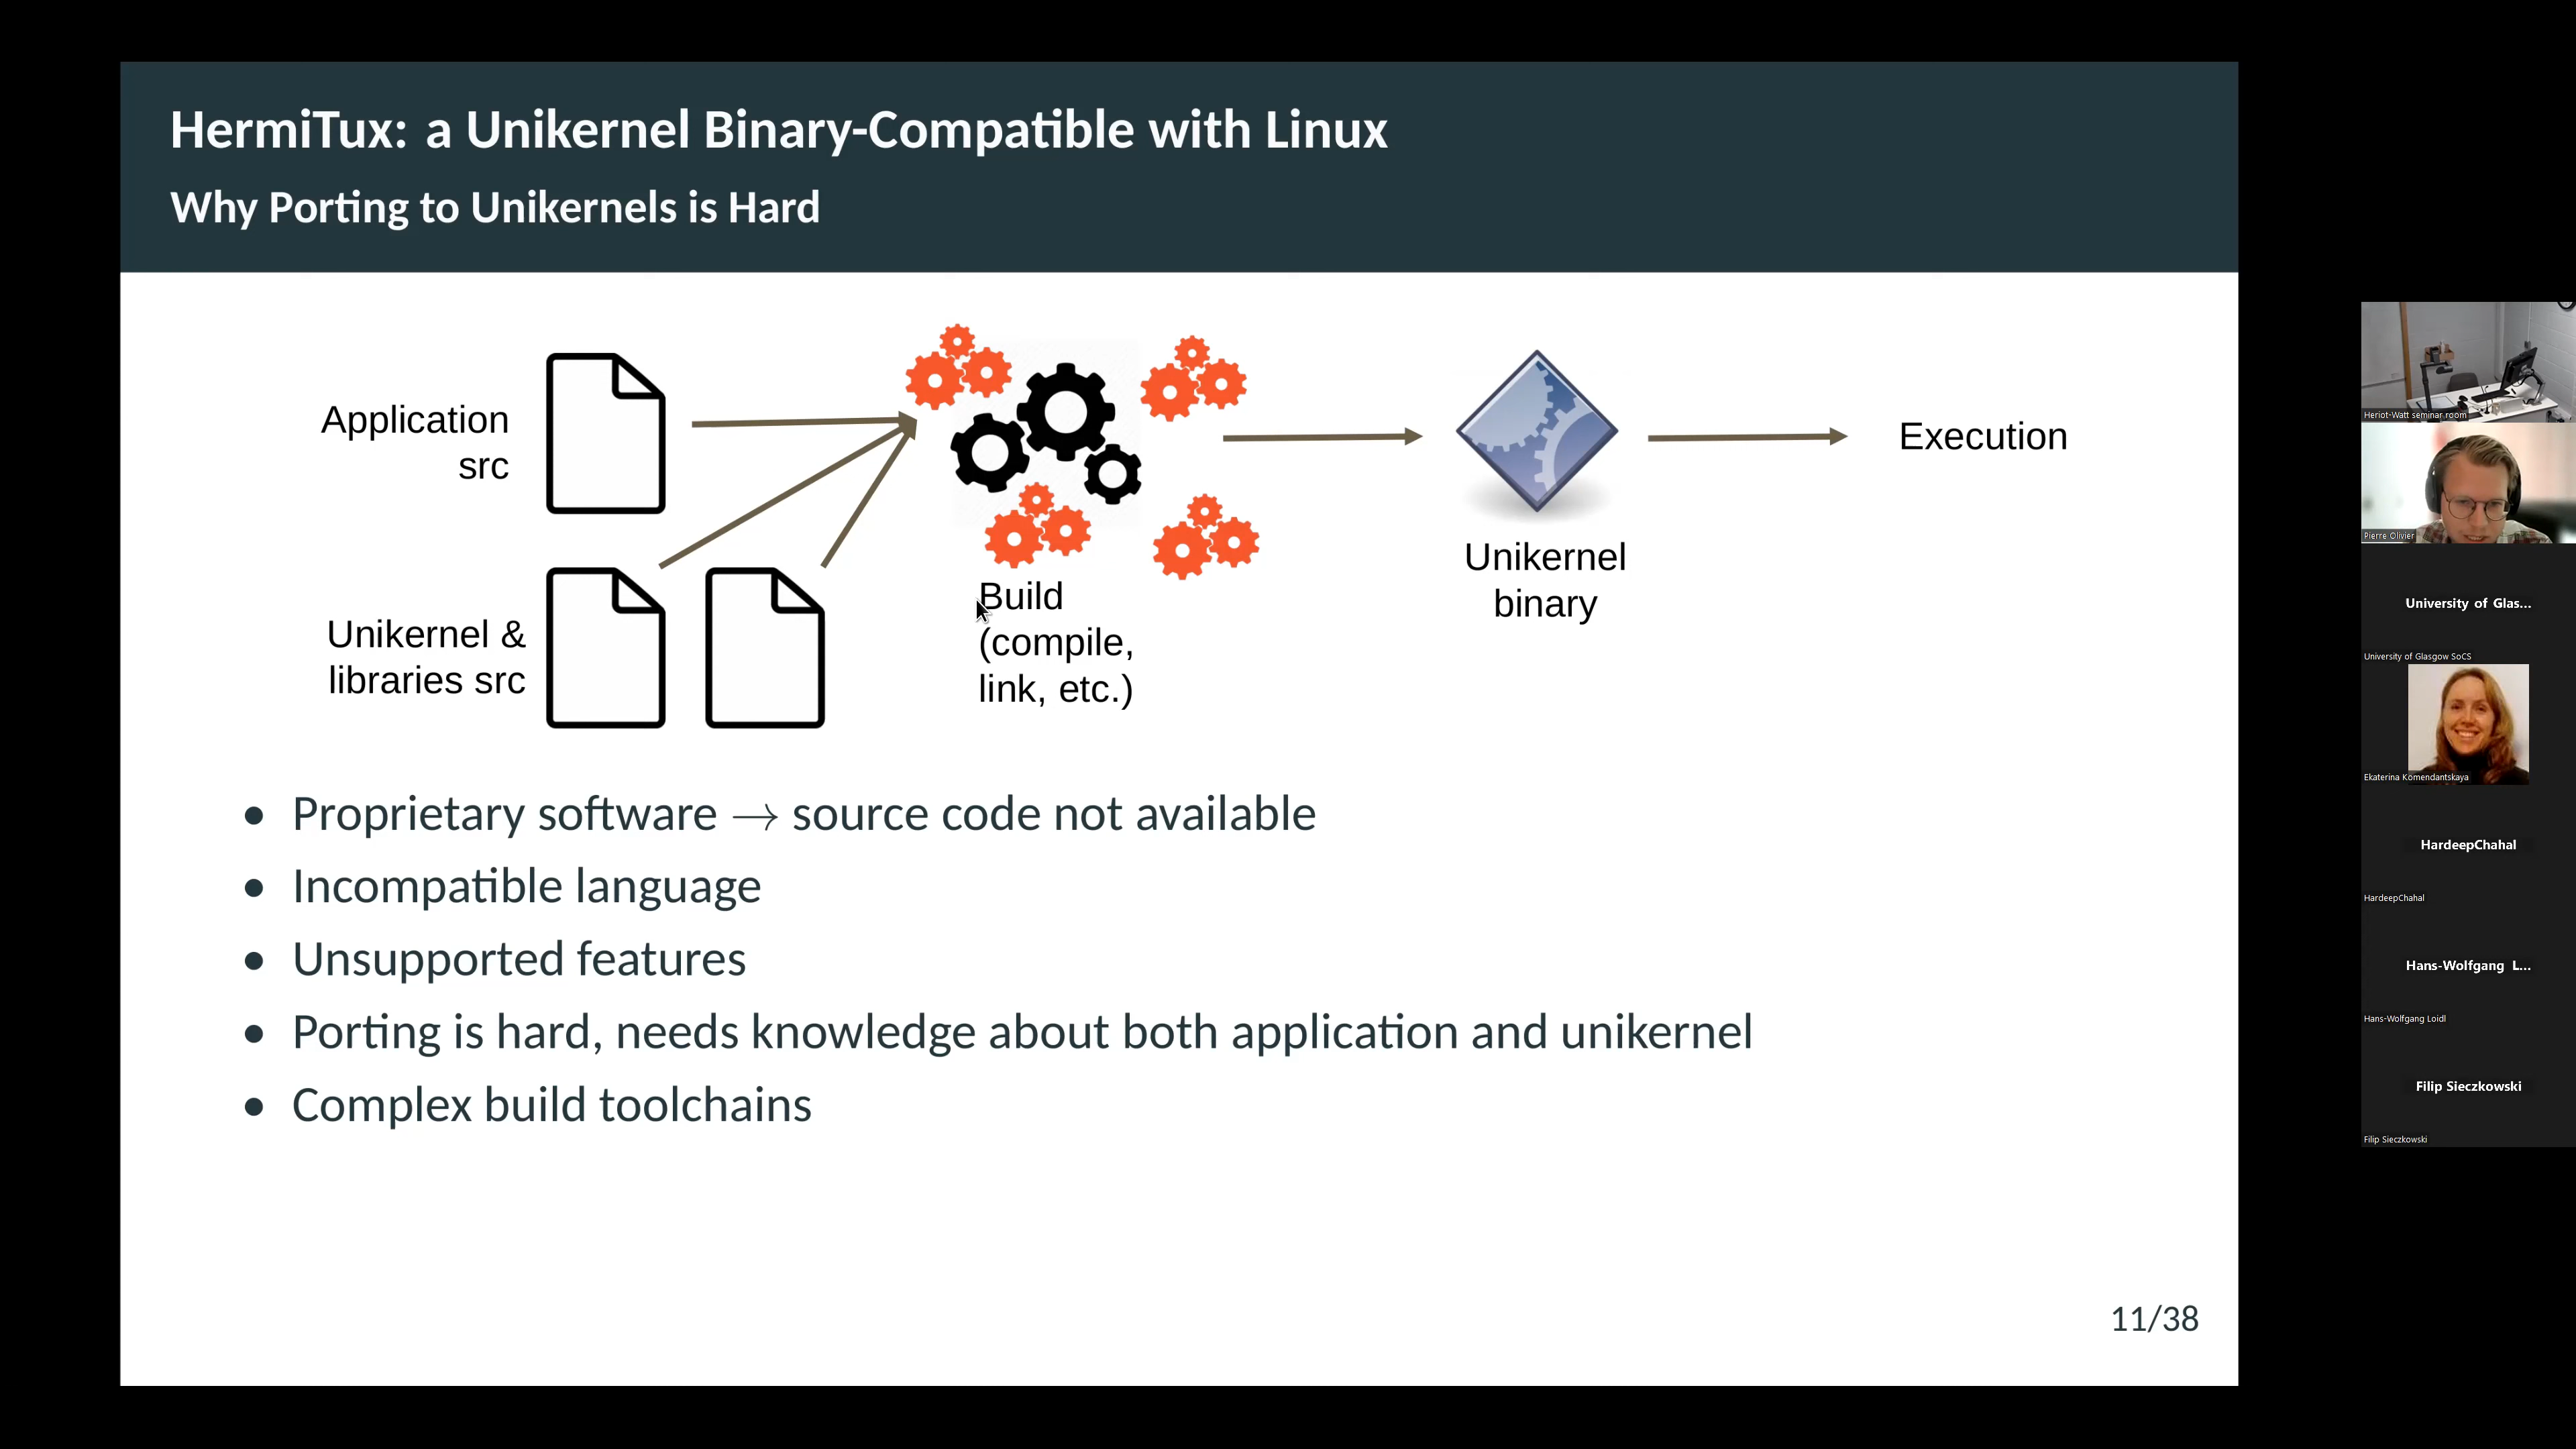 HermiTux: a Unikernel Binary-Compatible with Linux
Why Porting to Unikernels is Hard
Application
src
Unikernel &
libraries src
Build
(compile,
link, etc.)
Unikernel
binary
Execution
• Proprietary software → source code not available
• Incompatible language
• Unsupported features
• Porting is hard, needs knowledge about both application and unikernel
• Complex build toolchains
11/38
Heriot-Watt seminar room
Pierre Olivier
University of Glas...
University of Glasgow SoCS
Ekaterina Komendantskaya
HardeepChahal
HardeepChahal
Hans-Wolfgang L...
Hans-Wolfgang Loidl
Filip Sieczkowski
Filip Sieczkowski